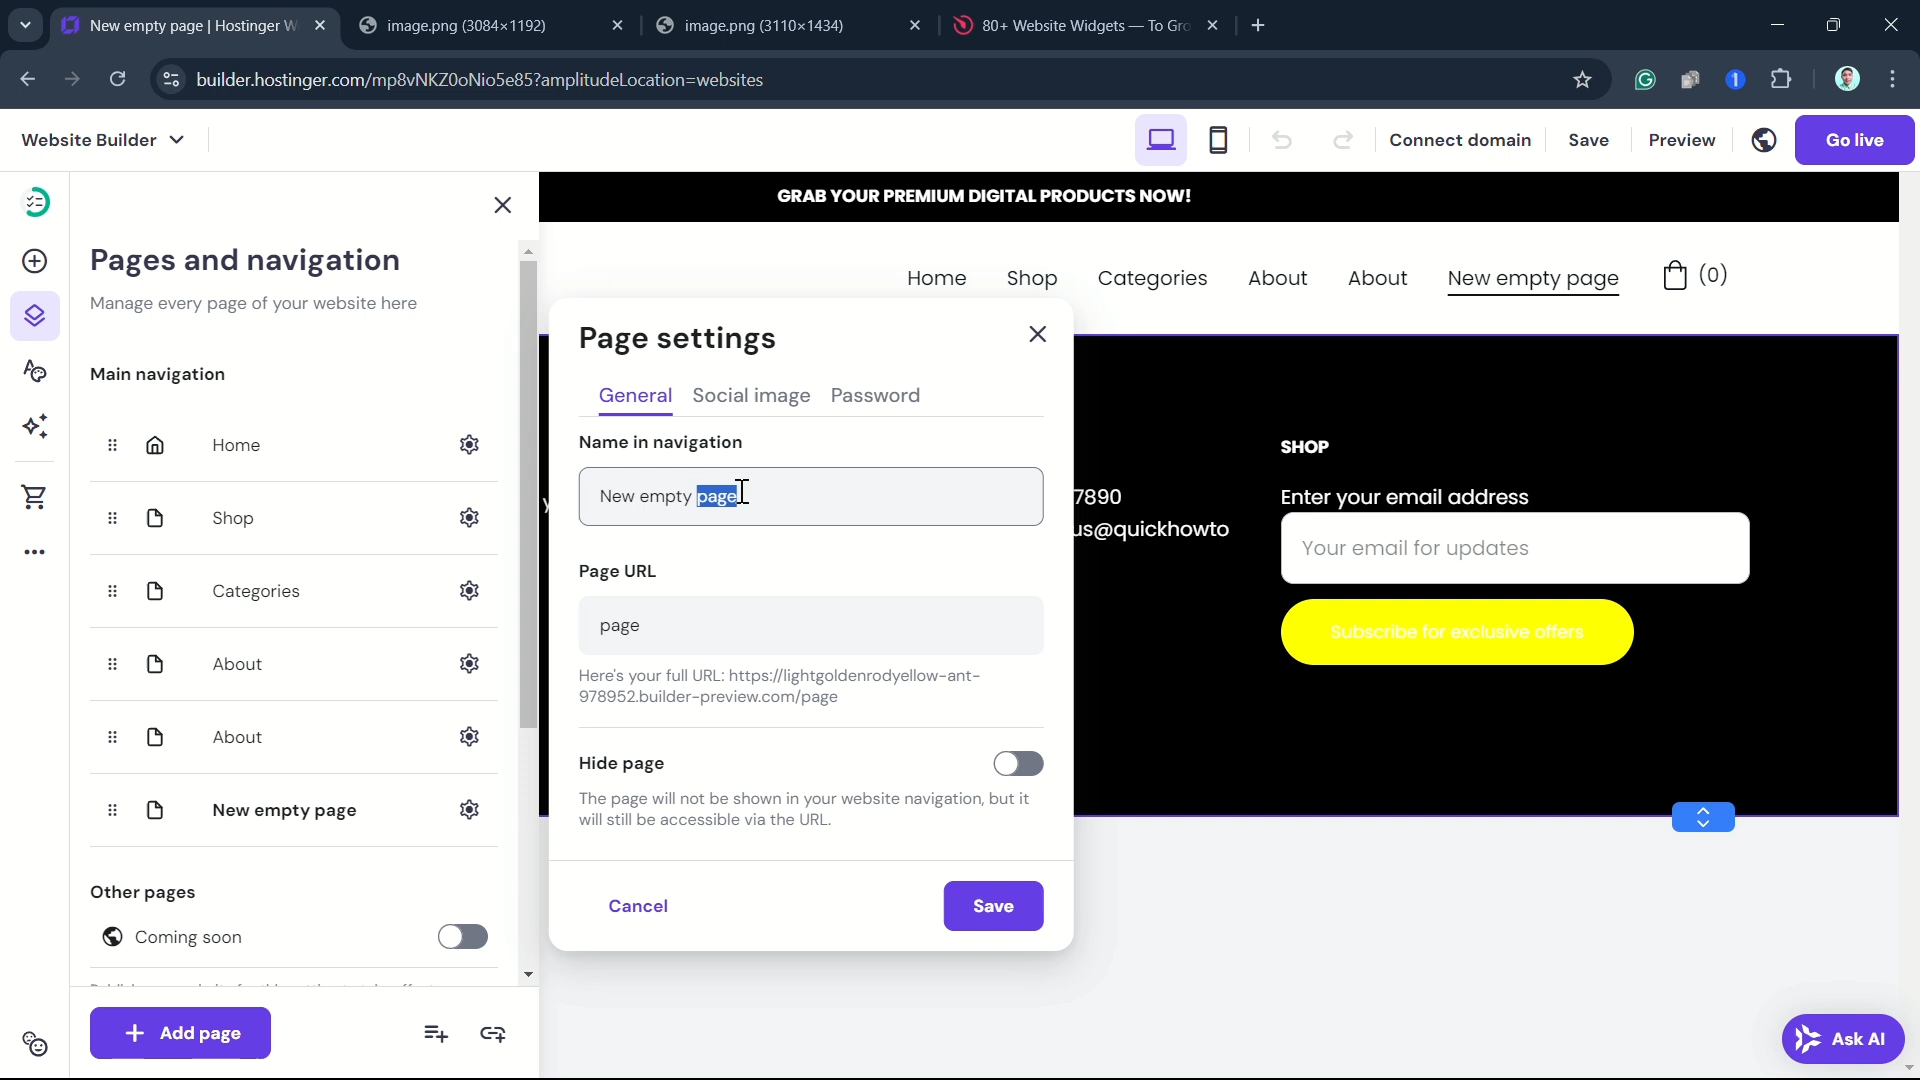 New empty page | Hostinger W
image.png (3084×1192)
image.png (3110×1434)
80+ Website Widgets — To Gro
builder.hostinger.com/mp8vNKZ0oNio5e85?amplitudeLocation=websites
Website Builder
Connect domain
Save
Preview
Go live
GRAB YOUR PREMIUM DIGITAL PRODUCTS NOW!
Home
Shop
Categories
About
About
New empty page
(0)
Pages and navigation
Manage every page of your website here
Main navigation
Home
Shop
Categories
About
About
New empty page
Other pages
Coming soon
Add page
Page settings
General
Social image
Password
Name in navigation
New empty page
Page URL
page
Here's your full URL: https://lightgoldenrodyellow-ant-
978952.builder-preview.com/page
Hide page
The page will not be shown in your website navigation, but it
will still be accessible via the URL.
Cancel
Save
7890
us@quickhowto
SHOP
Enter your email address
Your email for updates
Subscribe for exclusive offers
Ask AI